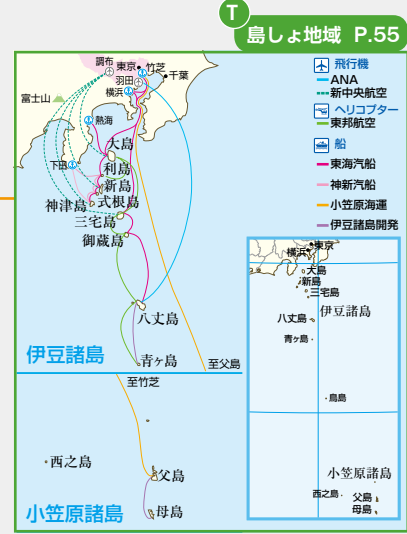 T
島しょ地域 P.55
飛行機
ANA
新中央航空
ヘリコプター
東邦航空
船
東海汽船
神新汽船
小笠原海運
伊豆諸島開発
調布
東京
竹芝
羽田
千葉
横浜
富士山
熱海
大島
下田
利島
新島
式根島
神津島
三宅島
御蔵島
八丈島
青ヶ島
伊豆諸島
至父島
至竹芝
西之島
父島
母島
小笠原諸島
東京
横浜
大島
新島
三宅島
伊豆諸島
八丈島
青ヶ島
鳥島
小笠原諸島
西之島
父島
母島